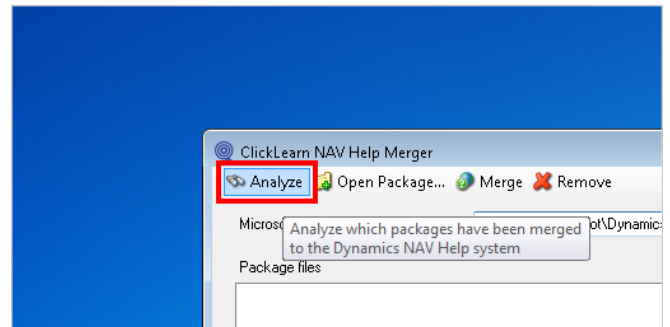 ClickLearn NAV Help Merger
Analyze Open Package... Merge Remove
Analyze which packages have been merged
to the Dynamics NAV Help system
Package files